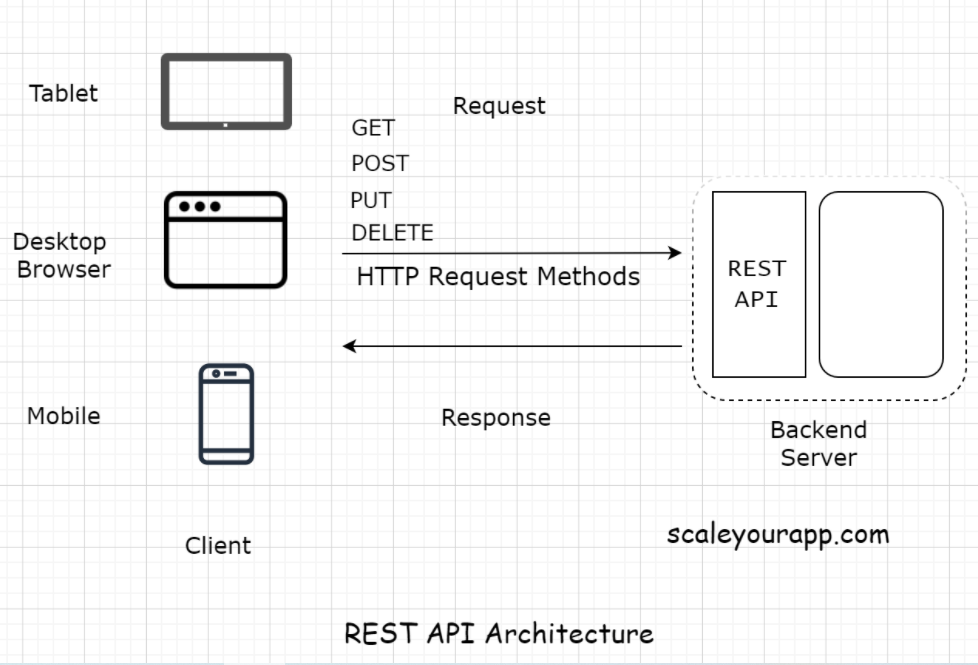 Tablet
Request
GET
POST
PUT
DELETE
Desktop
Browser
HTTP Request Methods
REST
API
Mobile
Response
Backend
Server
Client
scaleyourapp.com
REST API Architecture